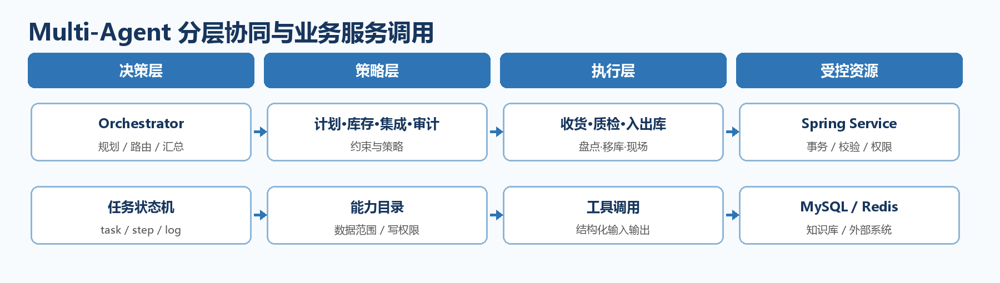 Multi-Agent 分层协同与业务服务调用
决策层
策略层
执行层
受控资源
Orchestrator
规划 / 路由 / 汇总
计划•库存•集成•审计
约束与策略
收货•质检•入出库
盘点·移库·现场
Spring Service
事务 / 校验 / 权限
任务状态机
task / step / log
能力目录
数据范围 / 写权限
工具调用
结构化输入输出
MySQL / Redis
知识库 / 外部系统